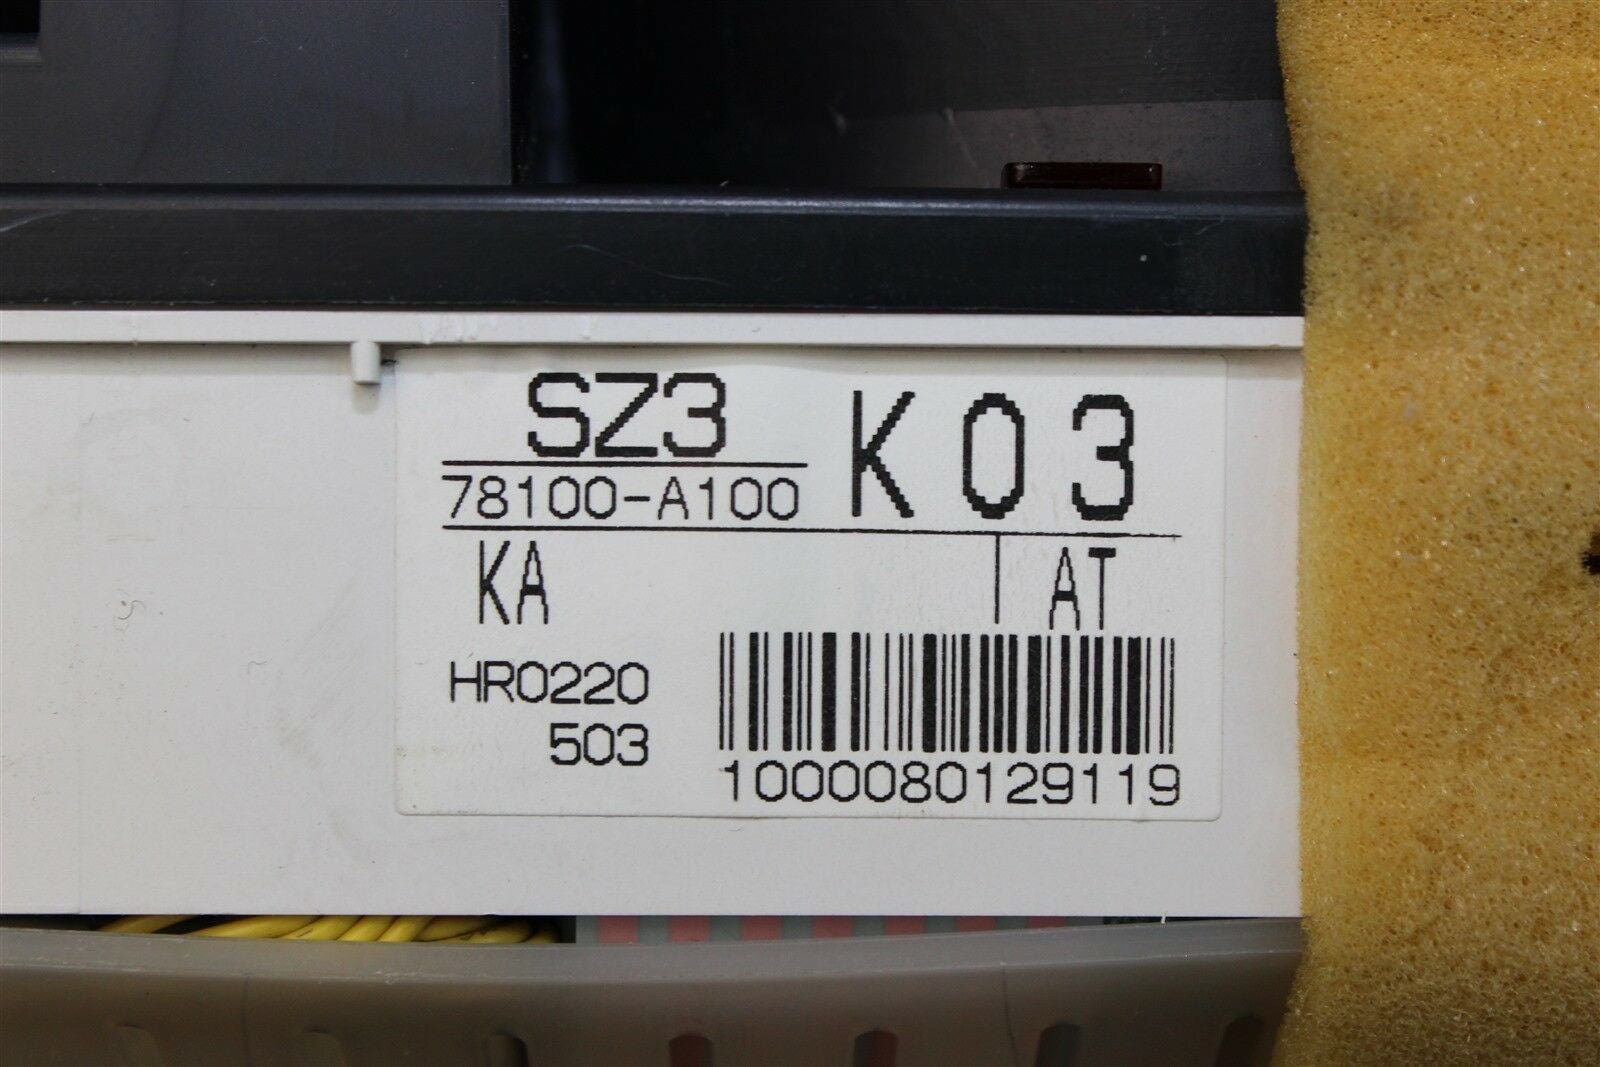 SZ3 K03
78100-A100
KA AT
HR0220
503
1000080129119